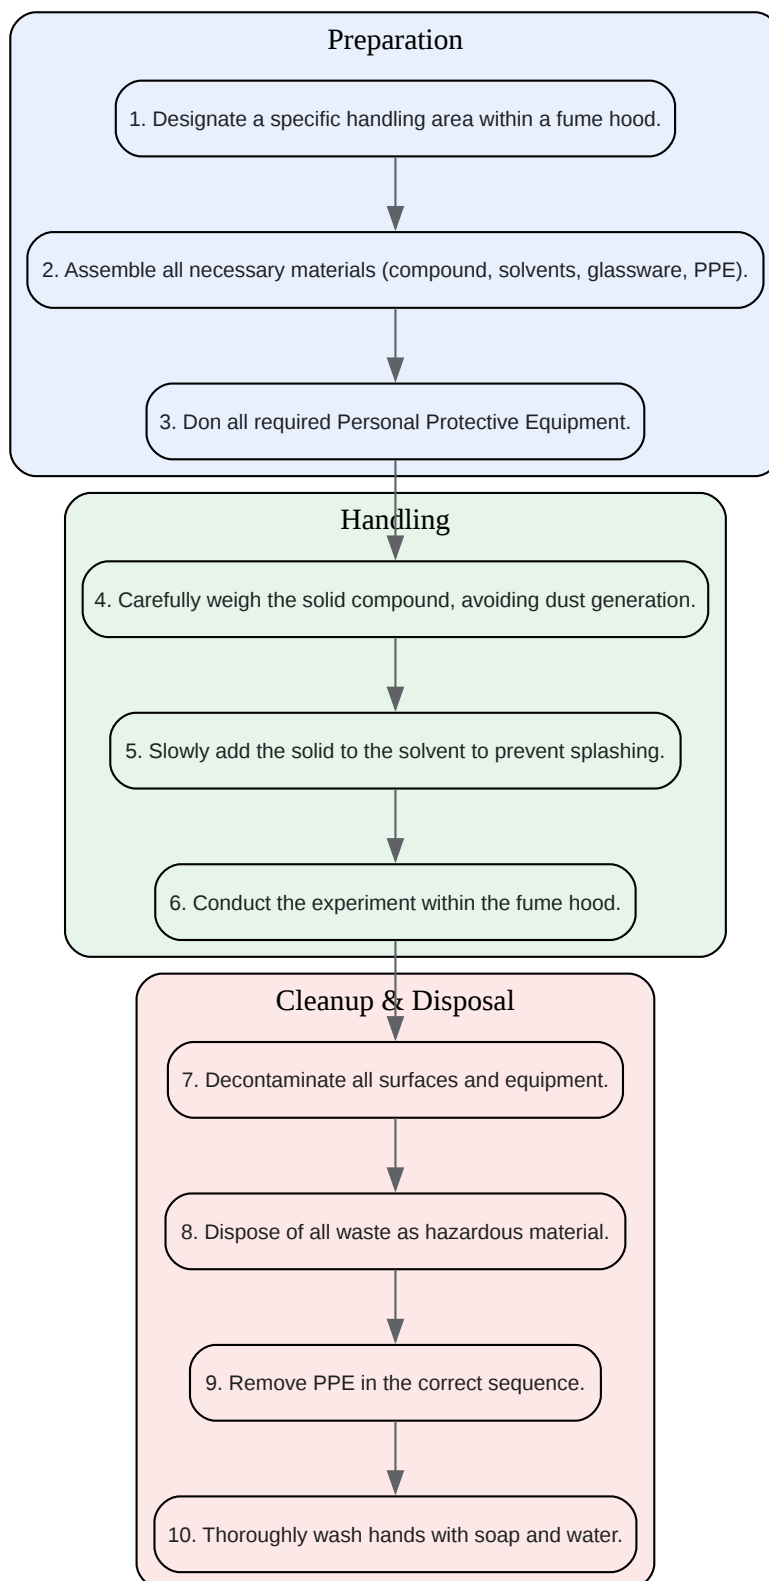 Preparation
1. Designate a specific handling area within a fume hood.
2. Assemble all necessary materials (compound, solvents, glassware, PPE).
3. Don all required Personal Protective Equipment.
Handling
4. Carefully weigh the solid compound, avoiding dust generation.
5. Slowly add the solid to the solvent to prevent splashing.
6. Conduct the experiment within the fume hood.
Cleanup & Disposal
7. Decontaminate all surfaces and equipment.
8. Dispose of all waste as hazardous material.
9. Remove PPE in the correct sequence.
10. Thoroughly wash hands with soap and water.